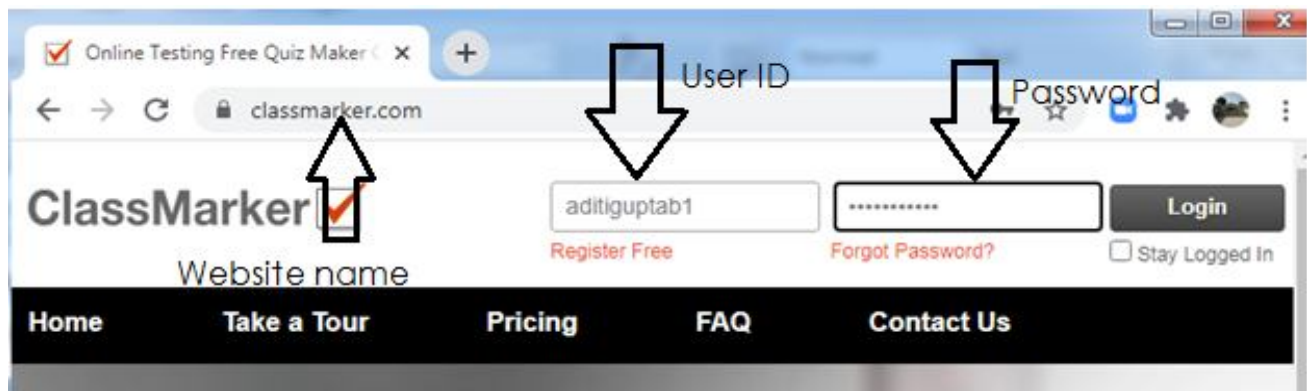 Online Testing Free Quiz Maker
User ID
Password
classmarker.com
ClassMarker
aditiguptab1
•••••••••••
Login
Register Free
Forgot Password?
Stay Logged In
Website name
Home Take a Tour Pricing FAQ Contact Us